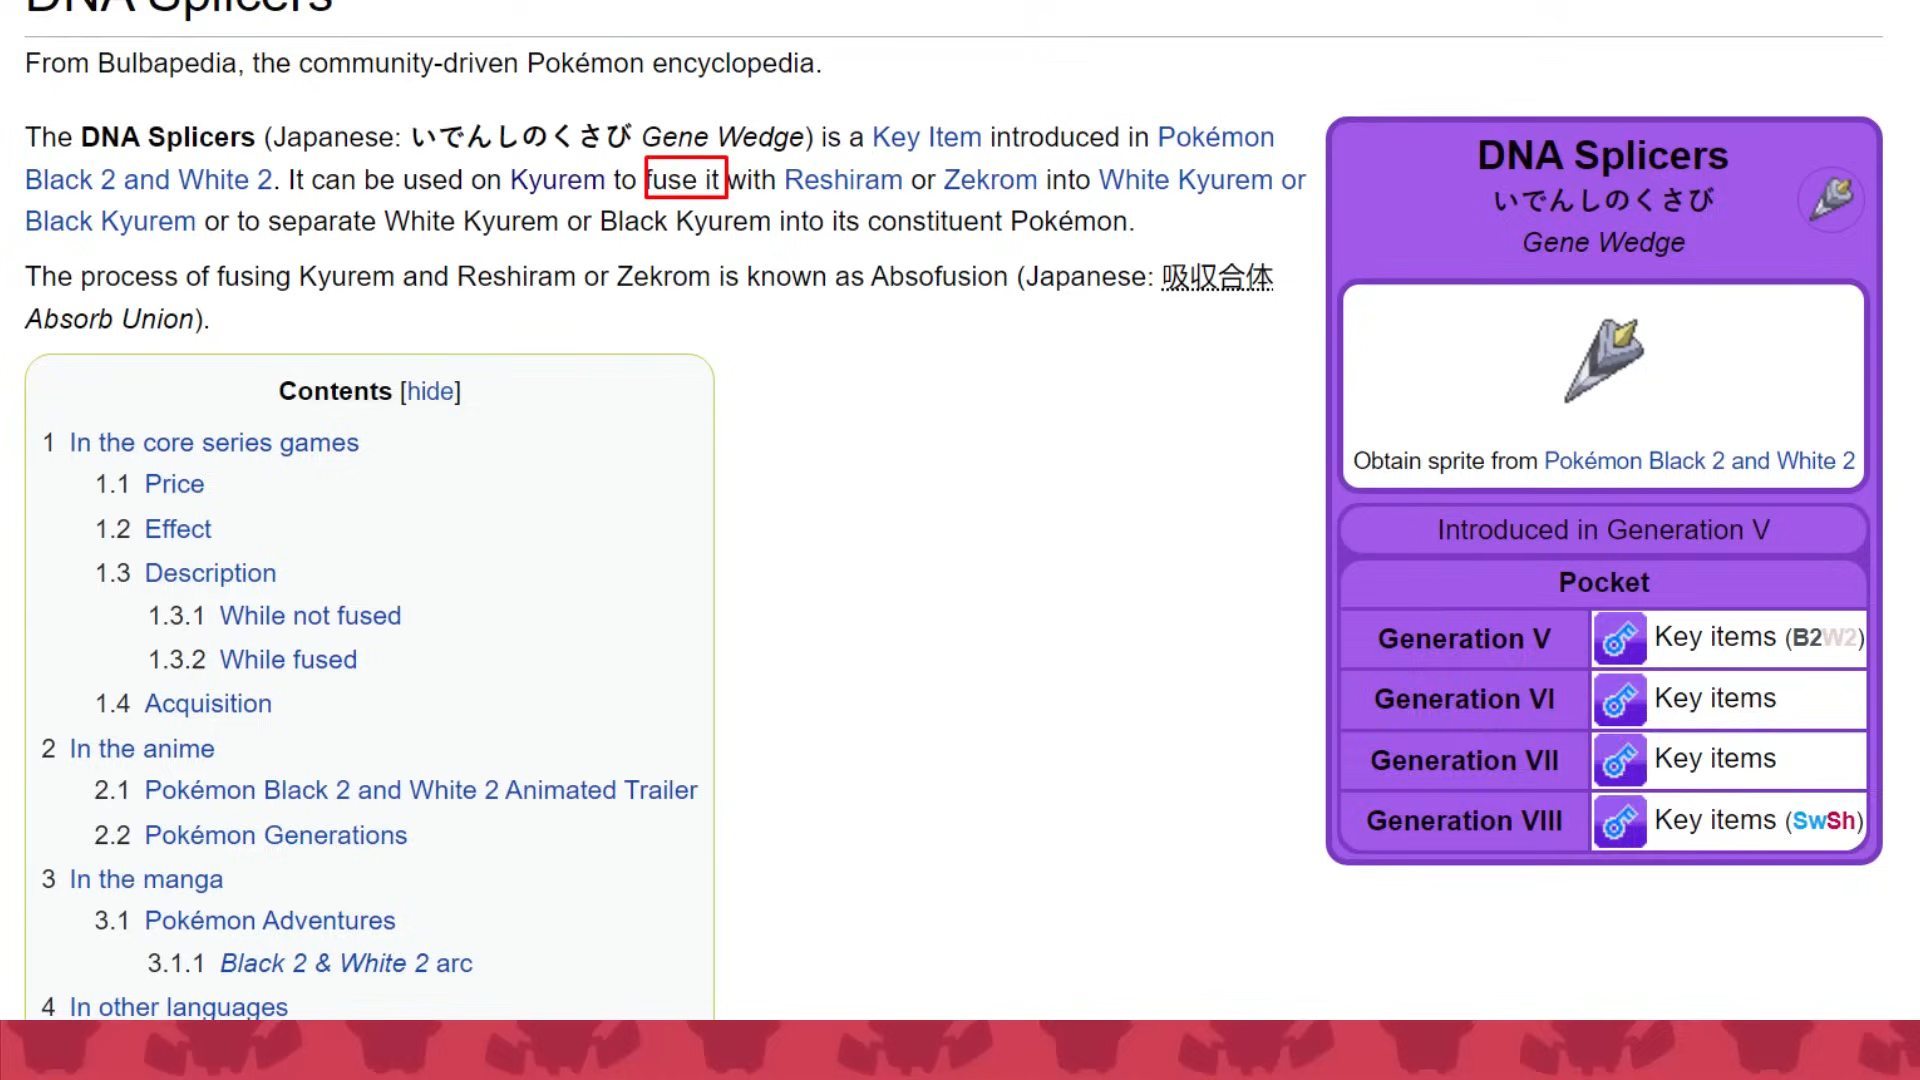 DNA Splicers
From Bulbapedia, the community-driven Pokémon encyclopedia.
The DNA Splicers (Japanese: いでんしのくさび Gene Wedge) is a Key Item introduced in Pokémon
Black 2 and White 2. It can be used on Kyurem to fuse it with Reshiram or Zekrom into White Kyurem or
Black Kyurem or to separate White Kyurem or Black Kyurem into its constituent Pokémon.
The process of fusing Kyurem and Reshiram or Zekrom is known as Absofusion (Japanese: 吸収合体
Absorb Union).
Contents [hide]
1 In the core series games
1.1 Price
1.2 Effect
1.3 Description
1.3.1 While not fused
1.3.2 While fused
1.4 Acquisition
2 In the anime
2.1 Pokémon Black 2 and White 2 Animated Trailer
2.2 Pokémon Generations
3 In the manga
3.1 Pokémon Adventures
3.1.1 Black 2 & White 2 arc
4 In other languages
DNA Splicers
いでんしのくさび
Gene Wedge
Obtain sprite from Pokémon Black 2 and White 2
Introduced in Generation V
Pocket
Generation V Key items (B2W2)
Generation VI Key items
Generation VII Key items
Generation VIII Key items (SwSh)